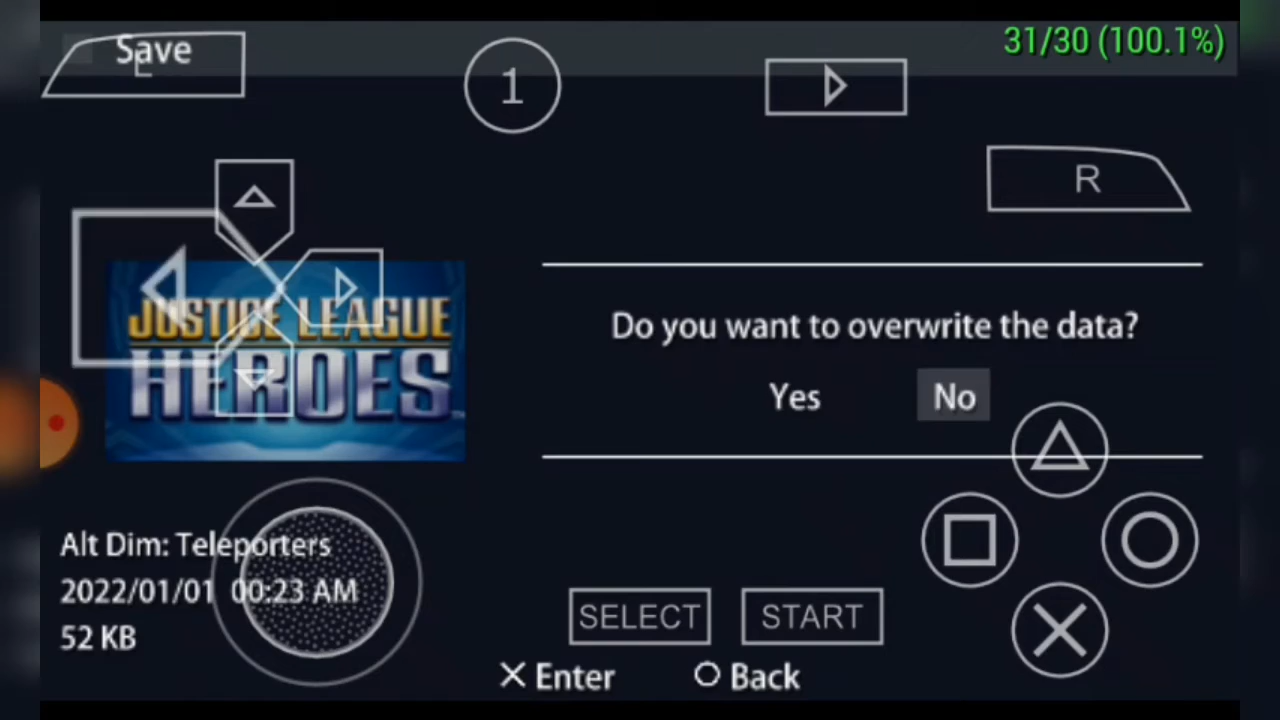 Save
L
1
31/30 (100.1%)
R
JUSTICE LEAGUE
HEROES
Do you want to overwrite the data?
Yes No
Alt Dim: Teleporters
2022/01/01 00:23 AM
52 KB
SELECT START
X Enter O Back